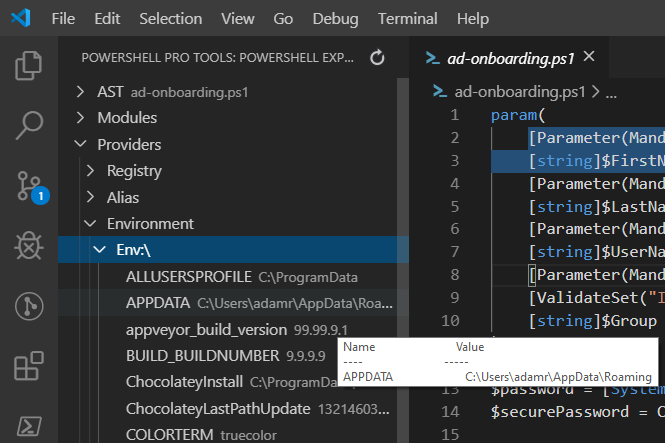 File Edit Selection View Go Debug Terminal Help
POWERSHELL PRO TOOLS: POWERSHELL EXP...
AST ad-onboarding.ps1
Modules
Providers
Registry
Alias
Environment
Env:\
ALLUSERSPROFILE C:\ProgramData
APPDATA C:\Users\adamr\AppData\Roa...
appveyor_build_version 99.99.9.1
BUILD_BUILDNUMBER 9.9.9.9
ChocolateyInstall C:\ProgramDa
ChocolateyLastPathUpdate 13214603...
COLORTERM truecolor
1
ad-onboarding.ps1
ad-onboarding.ps1 > ...
1 param(
2 [Parameter(Mand
3 [string]$FirstN
4 [Parameter(Mand
5 [string]$LastNa
6 [Parameter(Mand
7 [string]$UserNa
8 [Parameter(Mand
9 [ValidateSet("I
10 [string]$Group
Name Value
---- -----
APPDATA C:\Users\adamr\AppData\Roaming
13 $password = [System
14 $securePassword = C